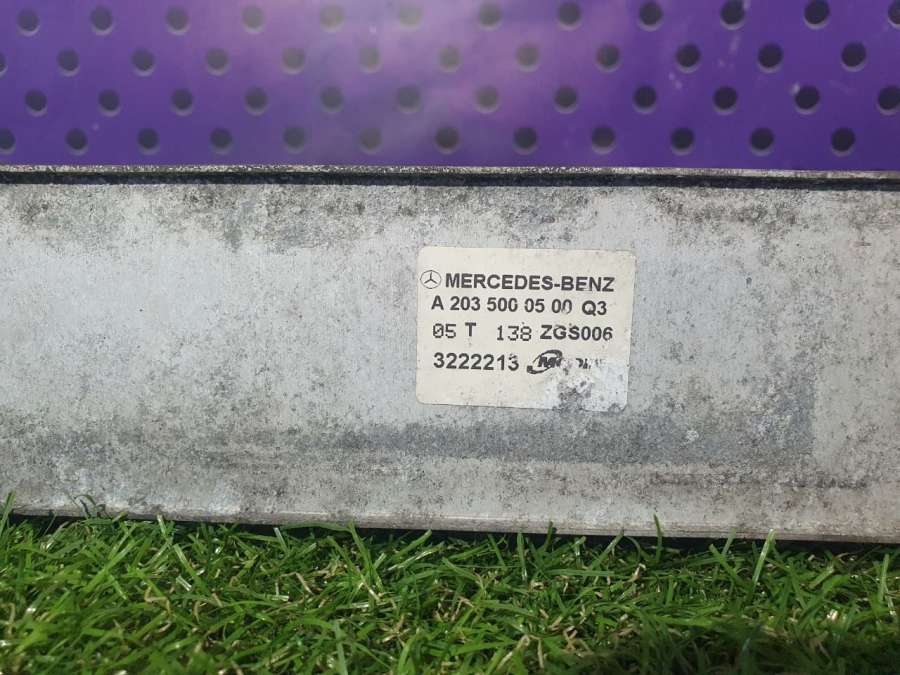 MERCEDES-BENZ
A 203 500 05 00 Q3
05 T 138 ZGS006
3222213